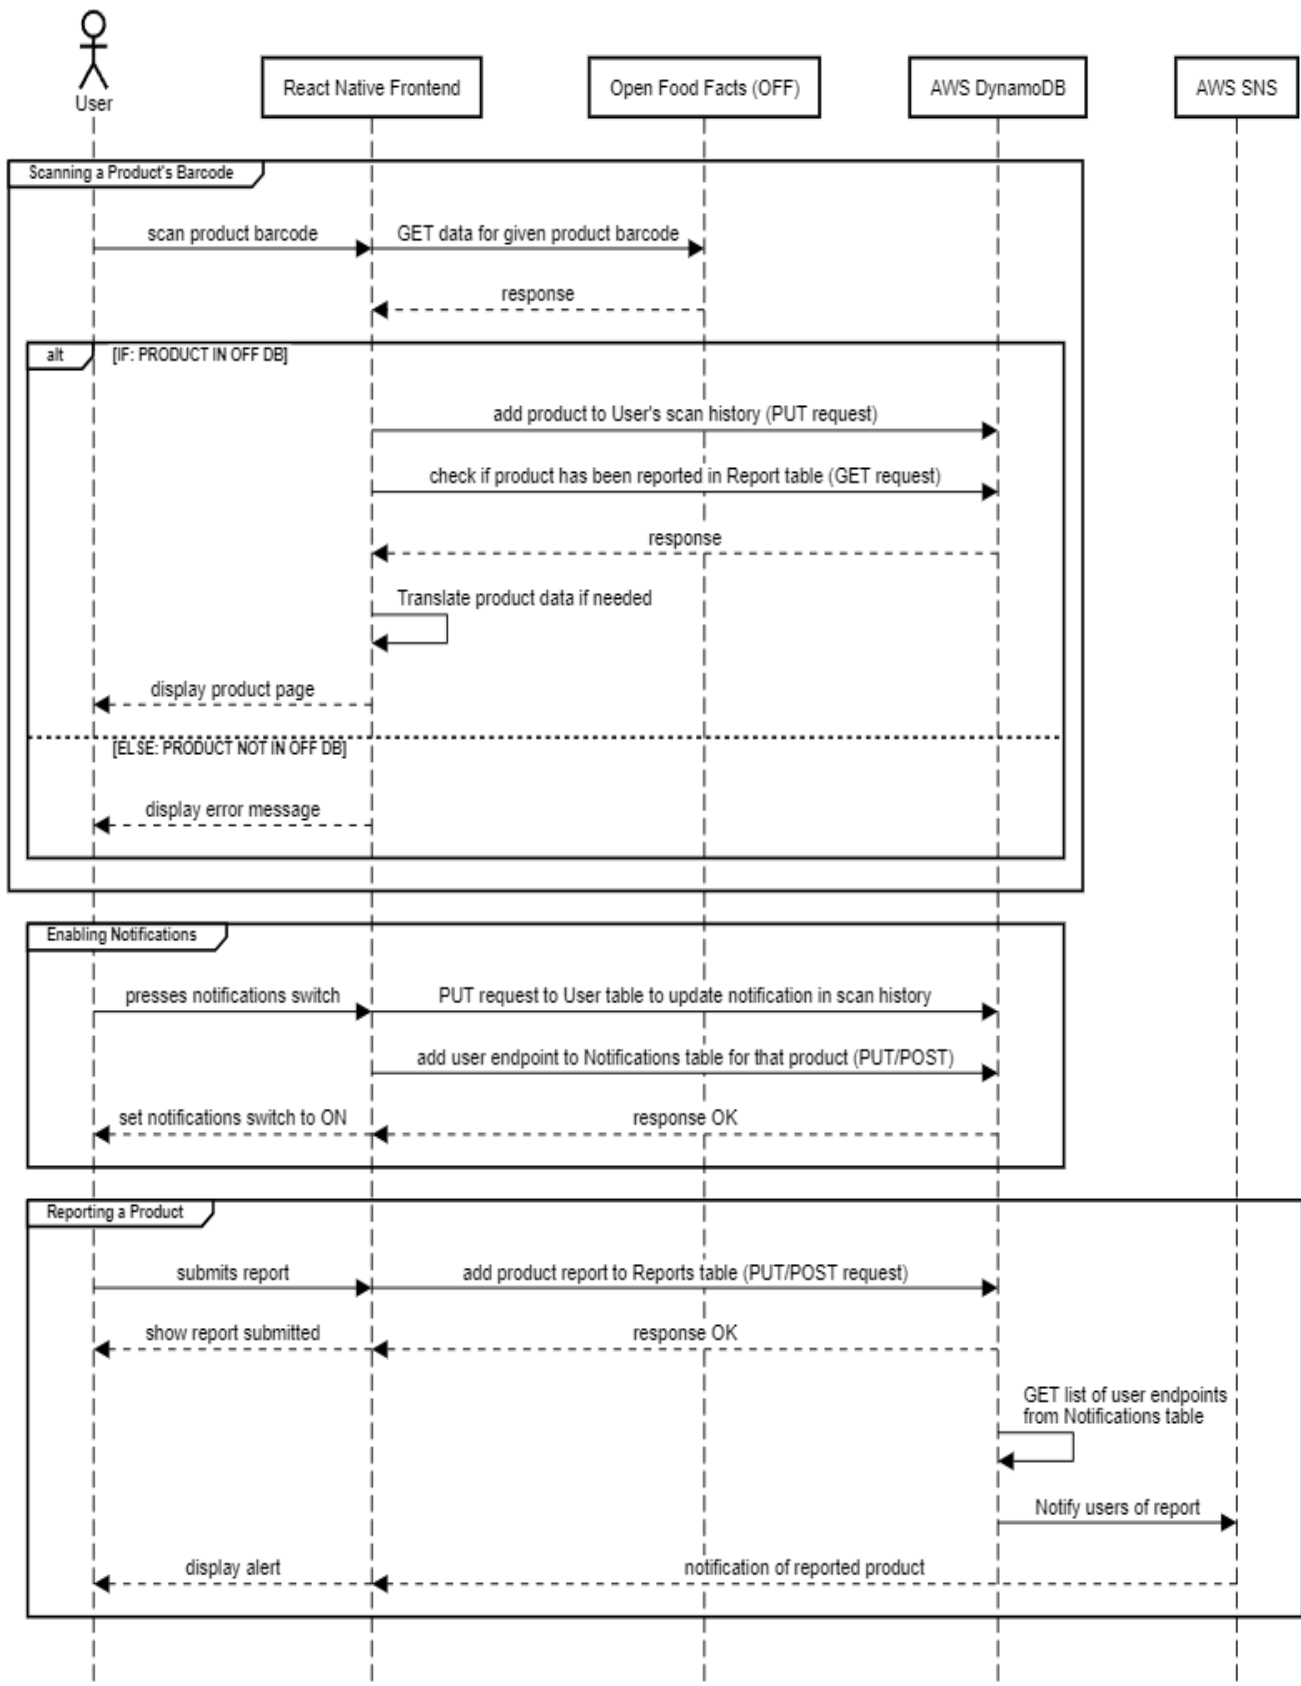 User
React Native Frontend
Open Food Facts (OFF)
AWS DynamoDB
AWS SNS
Scanning a Product's Barcode
scan product barcode
GET data for given product barcode
response
alt
[IF: PRODUCT IN OFF DB]
add product to User's scan history (PUT request)
check if product has been reported in Report table (GET request)
response
Translate product data if needed
display product page
[ELSE: PRODUCT NOT IN OFF DB]
display error message
Enabling Notifications
presses notifications switch
PUT request to User table to update notification in scan history
add user endpoint to Notifications table for that product (PUT/POST)
set notifications switch to ON
response OK
Reporting a Product
submits report
add product report to Reports table (PUT/POST request)
show report submitted
response OK
GET list of user endpoints
from Notifications table
Notify users of report
display alert
notification of reported product